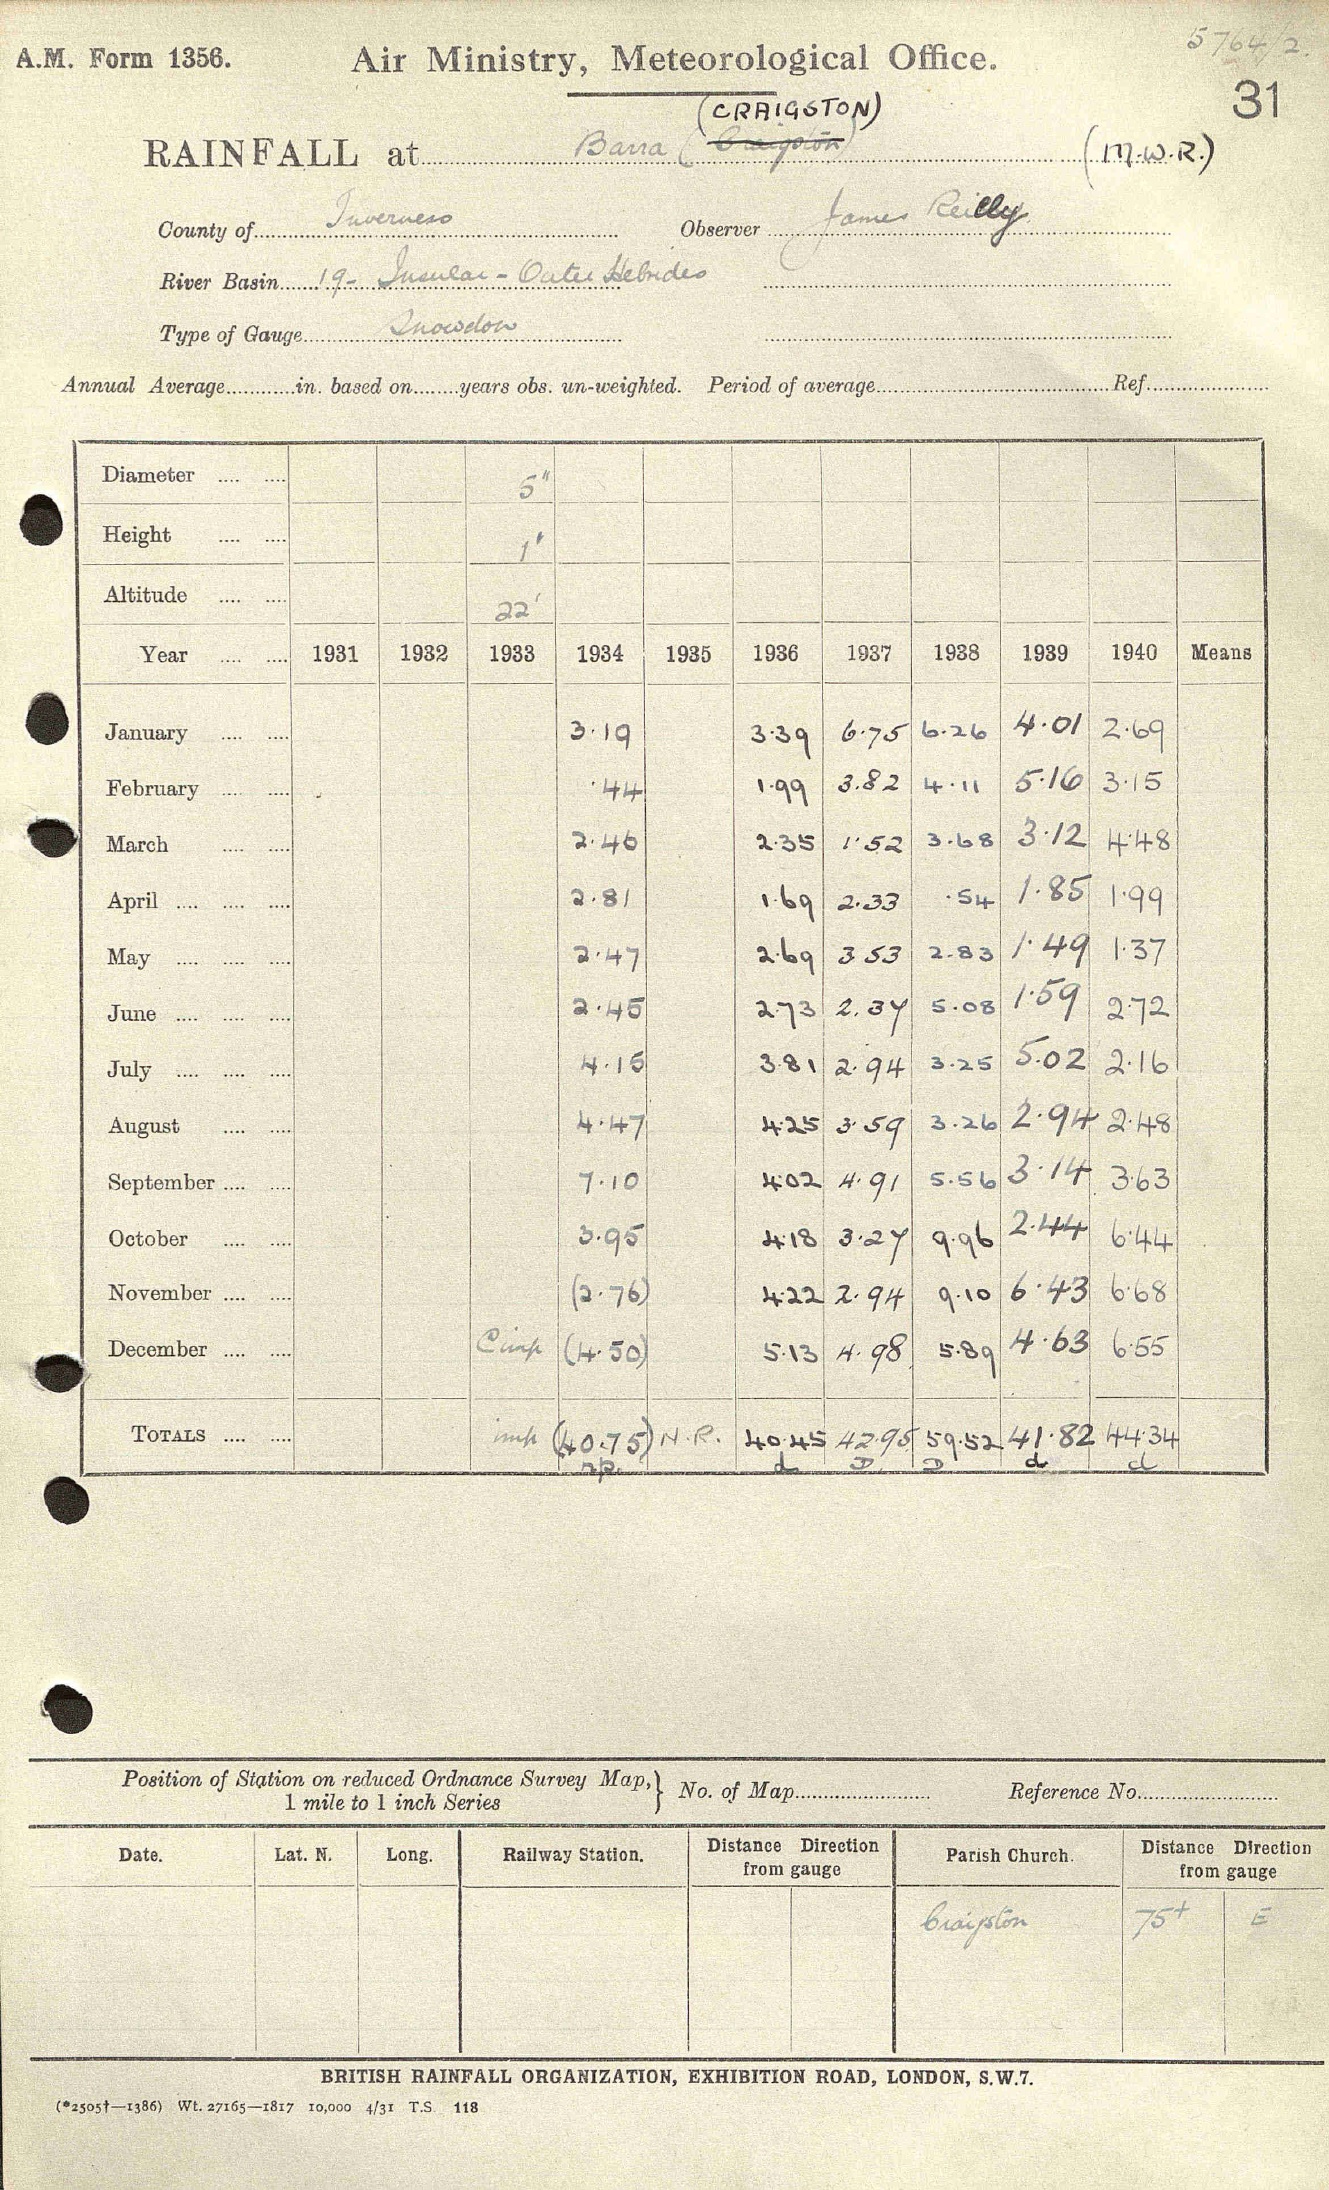 5764/2.
A.M. Form 1356. Air Ministry, Meteorological Office.
31
(CRAIGSTON)
RAINFALL at Barra (Craigston) (M.W.R.)
County of Inverness Observer James Reilly
River Basin 19- Insular - Outer Hebrides
Type of Gauge Snowdon
Annual Average in. based on years obs. un-weighted. Period of average Ref.
Diameter 5"
Height 1'
Altitude 22'
Year 1931 1932 1933 1934 1935 1936 1937 1938 1939 1940 Means
January 3·19 3·39 6·75 6·26 4·01 2·69
February ·44 1·99 3·82 4·11 5·16 3·15
March 2·46 2·35 1·52 3·68 3·12 4·48
April 2·81 1·69 2·33 ·54 1·85 1·99
May 2·47 2·69 3·53 2·83 1·49 1·37
June 2·45 2·73 2·37 5·08 1·59 2·72
July 4·15 3·81 2·94 3·25 5·02 2·16
August 4·47 4·25 3·59 3·26 2·94 2·48
September 7·10 4·02 4·91 5·56 3·14 3·63
October 3·95 4·18 3·27 9·96 2·44 6·44
November (2·76) 4·22 2·94 9·10 6·43 6·68
December (4·50) 5·13 4·98 5·89 4·63 6·55
TOTALS imp (40·75) N.R. 40·45 42·95 59·52 41·82 44·34
rp. d D D d d
Position of Station on reduced Ordnance Survey Map, } No. of Map Reference No.
1 mile to 1 inch Series
Date. Lat. N. Long. Railway Station. Distance Direction from gauge Parish Church. Distance Direction from gauge
Craigston 75+ E
BRITISH RAINFALL ORGANIZATION, EXHIBITION ROAD, LONDON, S.W.7.
(*2505†—1386) Wt. 27165—1817 10,000 4/31 T.S. 118